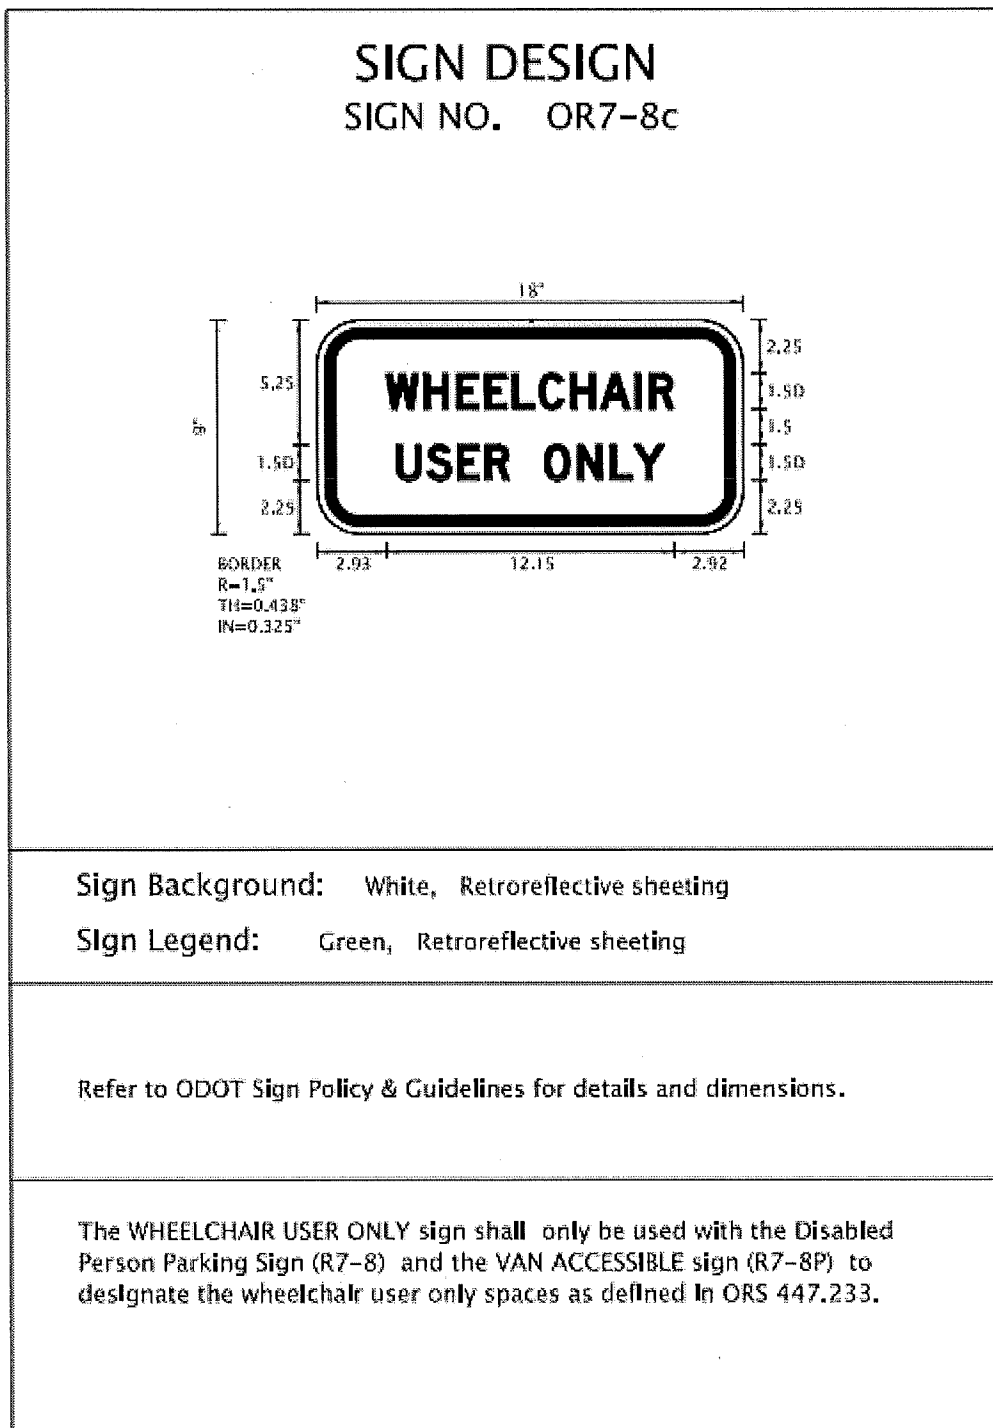 SIGN DESIGN
SIGN NO. OR7-8c
18"
9"
5.25
1.50
2.25
WHEELCHAIR
USER ONLY
2.25
1.50
1.5
1.50
2.25
2.93
12.15
2.92
BORDER
R=1.5"
TH=0.438"
IN=0.325"
Sign Background: White, Retroreflective sheeting
Sign Legend: Green, Retroreflective sheeting
Refer to ODOT Sign Policy & Guidelines for details and dimensions.
The WHEELCHAIR USER ONLY sign shall only be used with the Disabled
Person Parking Sign (R7-8) and the VAN ACCESSIBLE sign (R7-8P) to
designate the wheelchair user only spaces as defined in ORS 447.233.